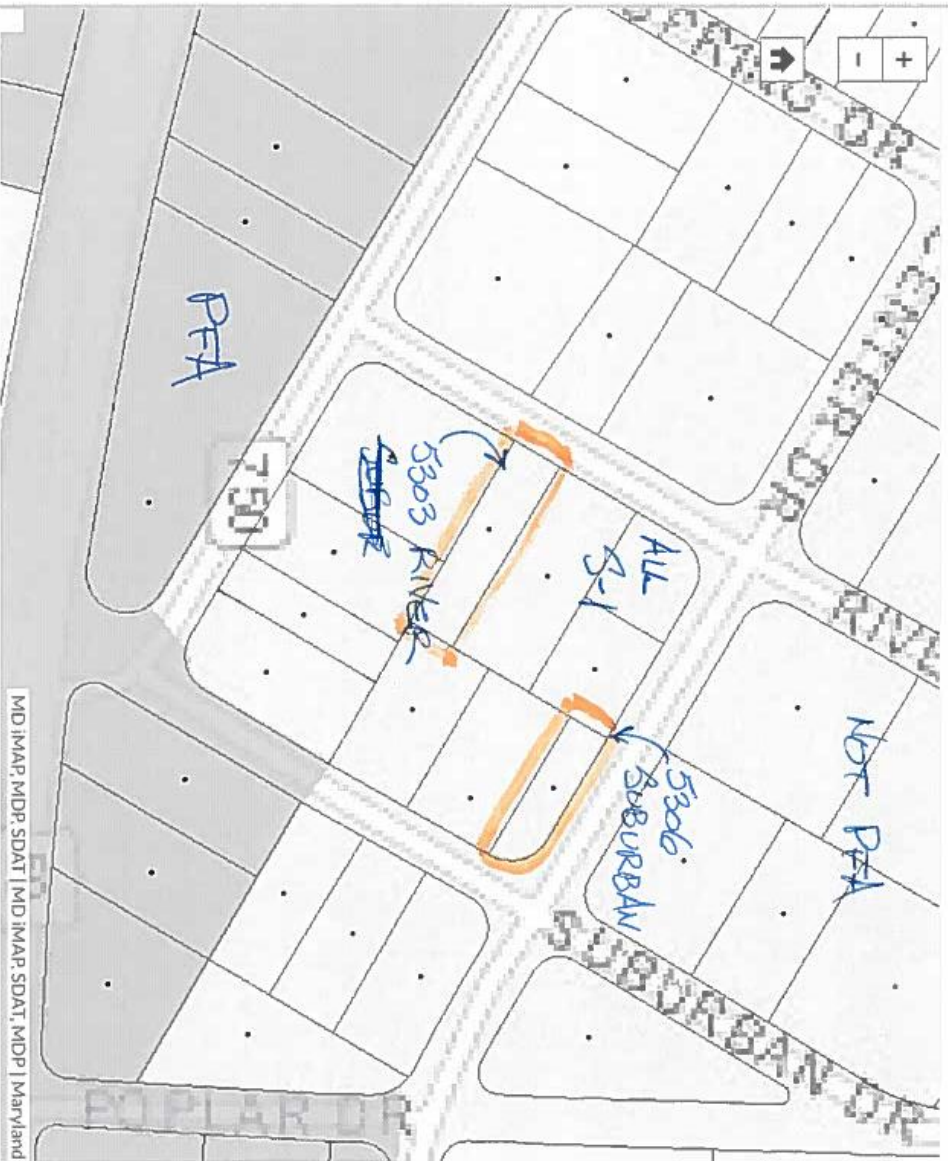 +
-
NOT PFA
5306
SUBURBAN
ALL
S-1
5303 RIVER
PFA
750
SUBURBAN DR
POPLAR DR
MD iMAP, MDP, SDAT | MD iMAP, SDAT, MDP | Maryland